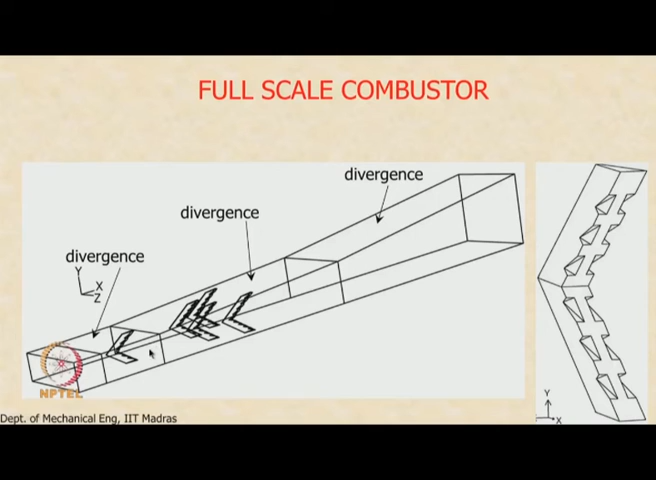 FULL SCALE COMBUSTOR
divergence
divergence
divergence
Y
X
Z
Y
X
NPTEL
Dept. of Mechanical Eng, IIT Madras